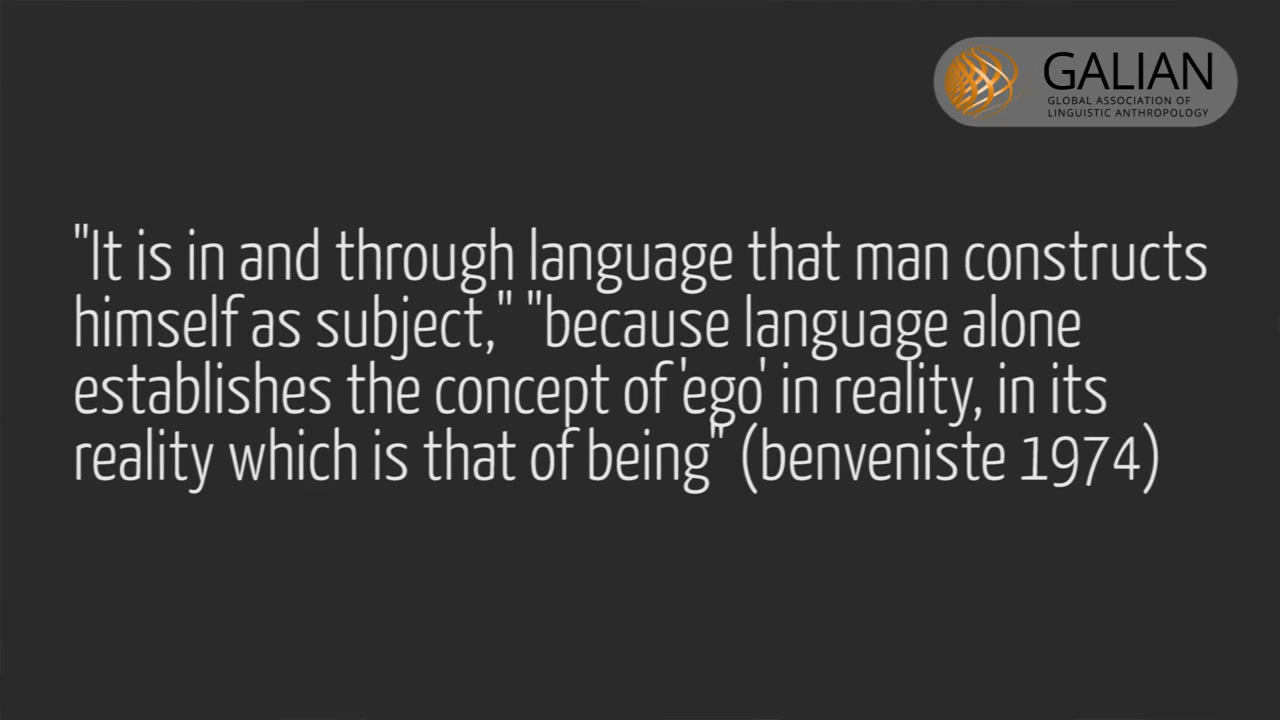 GALIAN
GLOBAL ASSOCIATION OF
LINGUISTIC ANTHROPOLOGY
"It is in and through language that man constructs
himself as subject," "because language alone
establishes the concept of 'ego' in reality, in its
reality which is that of being" (benveniste 1974)